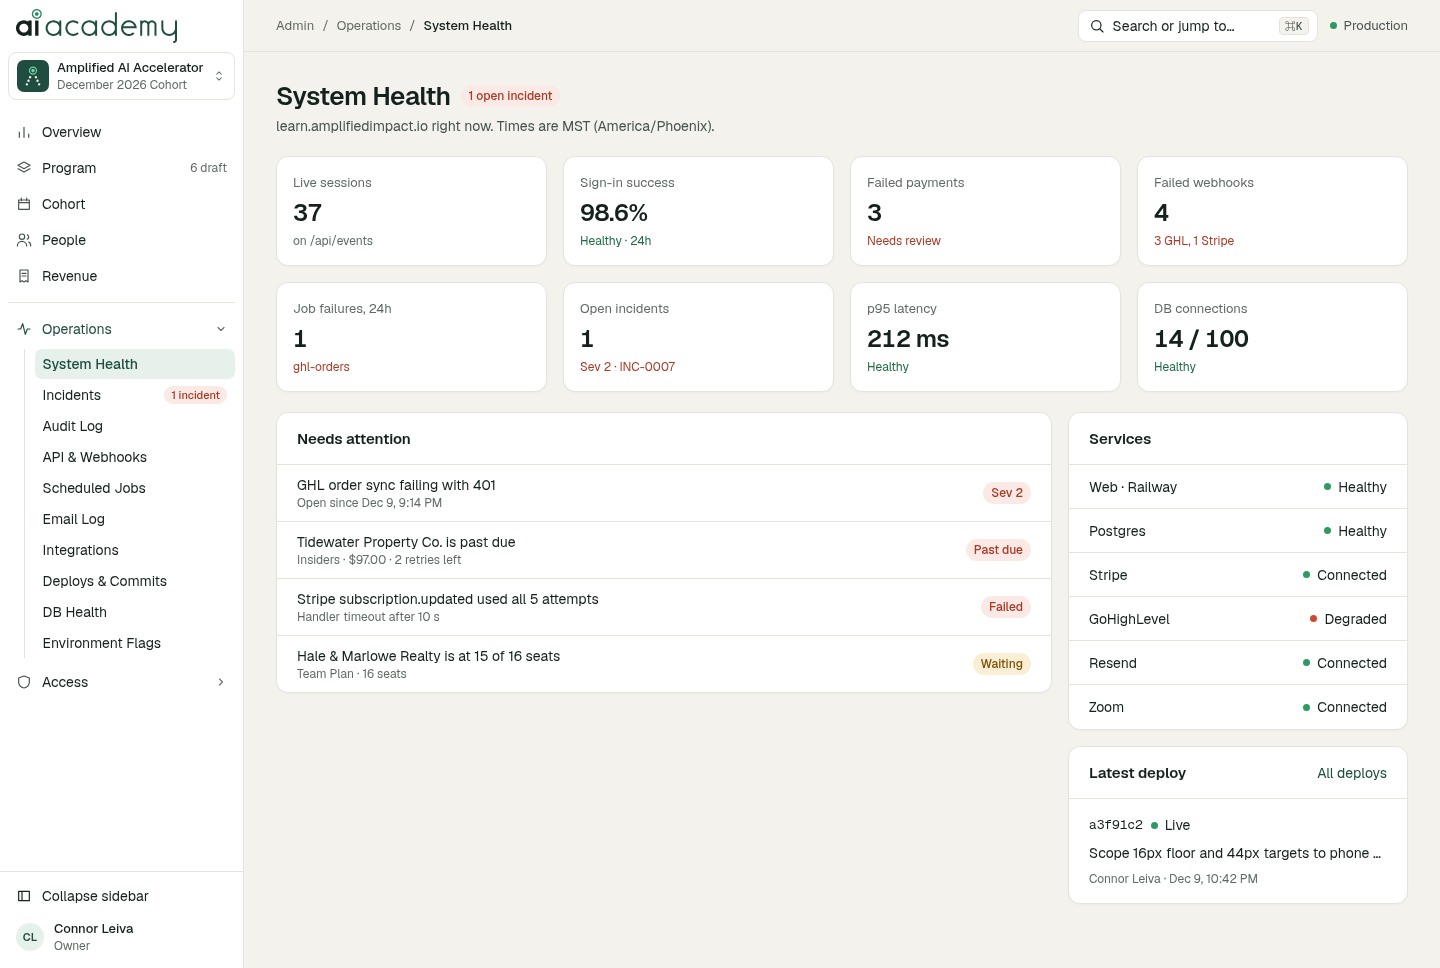 ai academy
Amplified AI Accelerator
December 2026 Cohort
Overview
Program 6 draft
Cohort
People
Revenue
Operations
System Health
Incidents 1 incident
Audit Log
API & Webhooks
Scheduled Jobs
Email Log
Integrations
Deploys & Commits
DB Health
Environment Flags
Access
Collapse sidebar
CL
Connor Leiva
Owner
Admin / Operations / System Health
Search or jump to… ⌘K
Production
System Health 1 open incident
learn.amplifiedimpact.io right now. Times are MST (America/Phoenix).
Live sessions
37
on /api/events
Sign-in success
98.6%
Healthy · 24h
Failed payments
3
Needs review
Failed webhooks
4
3 GHL, 1 Stripe
Job failures, 24h
1
ghl-orders
Open incidents
1
Sev 2 · INC-0007
p95 latency
212 ms
Healthy
DB connections
14 / 100
Healthy
Needs attention
GHL order sync failing with 401
Open since Dec 9, 9:14 PM
Sev 2
Tidewater Property Co. is past due
Insiders · $97.00 · 2 retries left
Past due
Stripe subscription.updated used all 5 attempts
Handler timeout after 10 s
Failed
Hale & Marlowe Realty is at 15 of 16 seats
Team Plan · 16 seats
Waiting
Services
Web · Railway Healthy
Postgres Healthy
Stripe Connected
GoHighLevel Degraded
Resend Connected
Zoom Connected
Latest deploy All deploys
a3f91c2 Live
Scope 16px floor and 44px targets to phone …
Connor Leiva · Dec 9, 10:42 PM